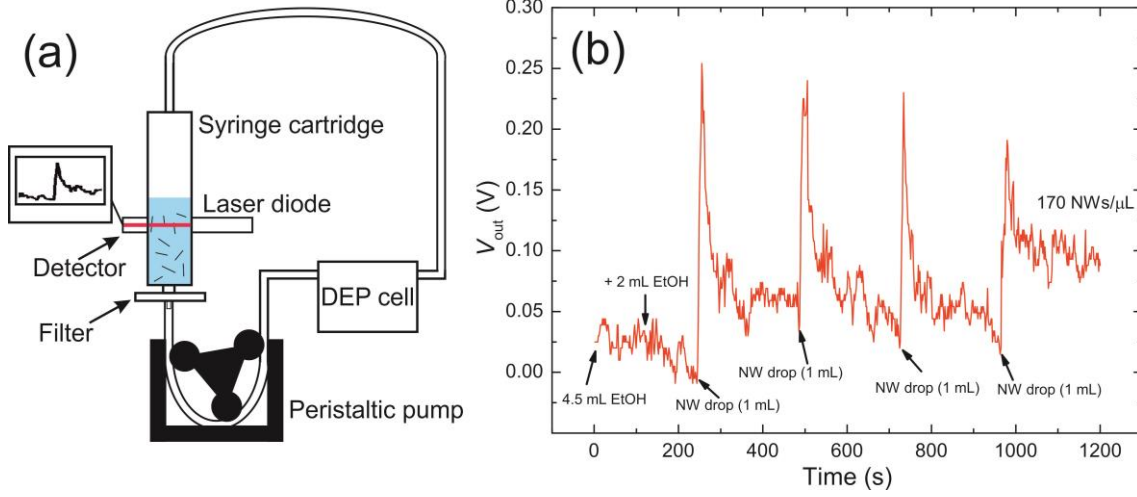 (a)
Syringe cartridge
Laser diode
Detector
DEP cell
Filter
Peristaltic pump
(b)
0.30
0.25
0.20
0.15
0.10
0.05
0.00
V_out (V)
170 NWs/μL
+ 2 mL EtOH
4.5 mL EtOH
NW drop (1 mL)
NW drop (1 mL)
NW drop (1 mL)
NW drop (1 mL)
0 200 400 600 800 1000 1200
Time (s)